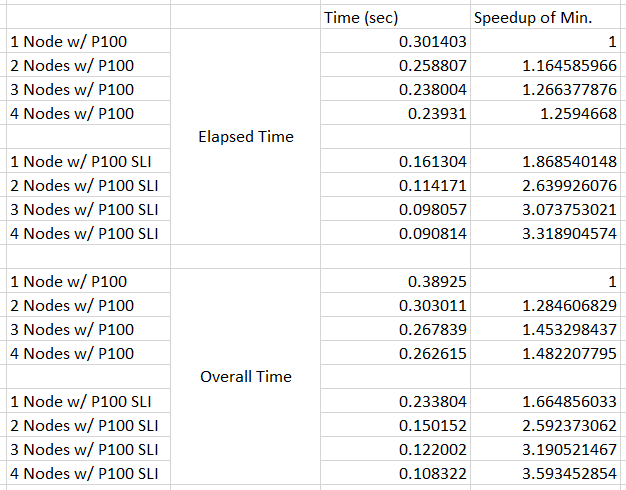 Time (sec) Speedup of Min.
1 Node w/ P100 0.301403 1
2 Nodes w/ P100 0.258807 1.164585966
3 Nodes w/ P100 0.238004 1.266377876
4 Nodes w/ P100 0.23931 1.2594668
Elapsed Time
1 Node w/ P100 SLI 0.161304 1.868540148
2 Nodes w/ P100 SLI 0.114171 2.639926076
3 Nodes w/ P100 SLI 0.098057 3.073753021
4 Nodes w/ P100 SLI 0.090814 3.318904574
1 Node w/ P100 0.38925 1
2 Nodes w/ P100 0.303011 1.284606829
3 Nodes w/ P100 0.267839 1.453298437
4 Nodes w/ P100 0.262615 1.482207795
Overall Time
1 Node w/ P100 SLI 0.233804 1.664856033
2 Nodes w/ P100 SLI 0.150152 2.592373062
3 Nodes w/ P100 SLI 0.122002 3.190521467
4 Nodes w/ P100 SLI 0.108322 3.593452854